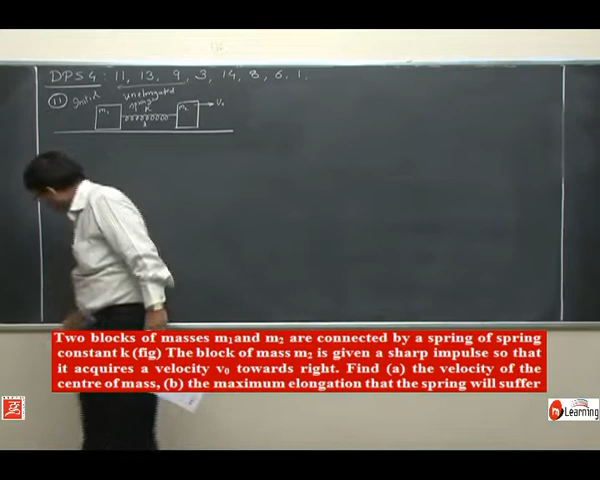 DPS 4 : 11, 13, 9, 3, 14, 8, 6, 1.
11 Initial unelongated spring
K
m₁ m₂ V₀
Two blocks of masses m₁and m₂ are connected by a spring of spring
constant k (fig) The block of mass m₂ is given a sharp impulse so that
it acquires a velocity v₀ towards right. Find (a) the velocity of the
centre of mass, (b) the maximum elongation that the spring will suffer
eLearning